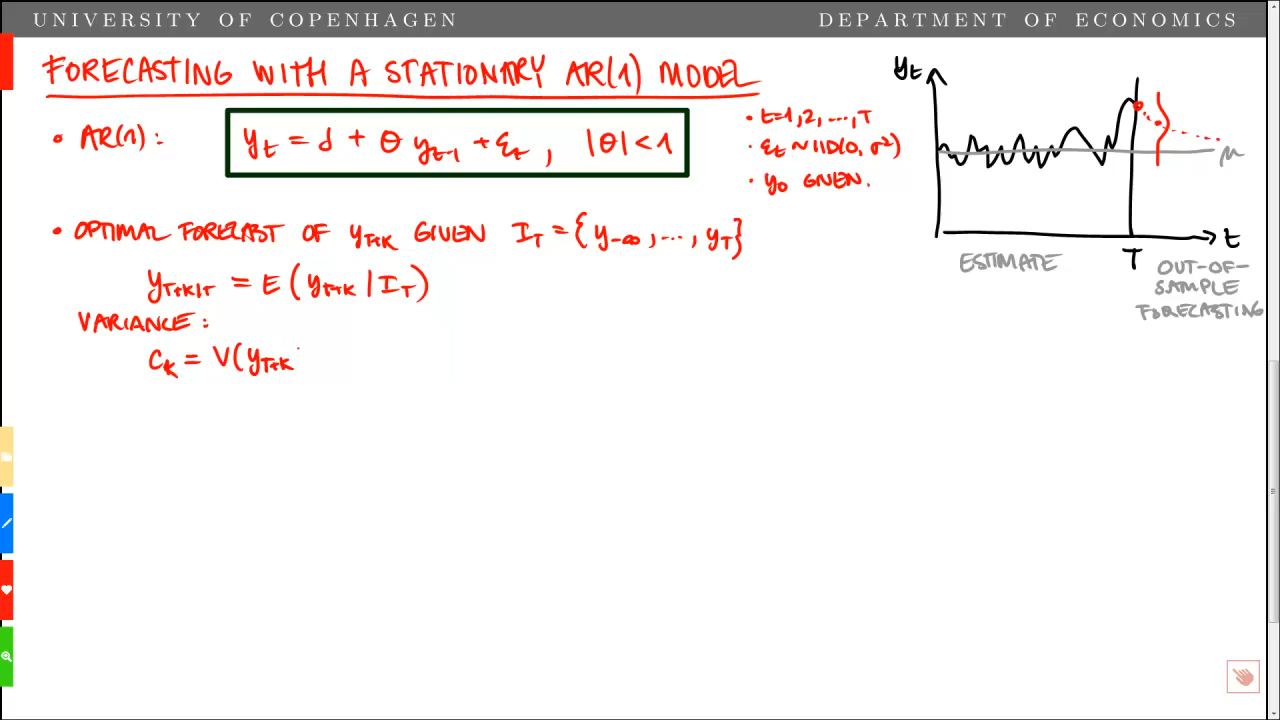 UNIVERSITY OF COPENHAGEN
DEPARTMENT OF ECONOMICS
FORECASTING WITH A STATIONARY AR(1) MODEL
• AR(1): y_t = δ + θ y_{t-1} + ε_t, |θ| < 1
• t=1, 2, ..., T
• ε_t ~ IID(0, σ²)
• y_0 GIVEN.
• OPTIMAL FORECAST OF y_{T+K} GIVEN I_T = {y_{-∞}, ..., y_T}
y_{T+K|T} = E(y_{T+K} | I_T)
VARIANCE:
C_K = V(y_{T+K}
y_t
μ
t
T
ESTIMATE
OUT-OF-
SAMPLE
FORECASTING